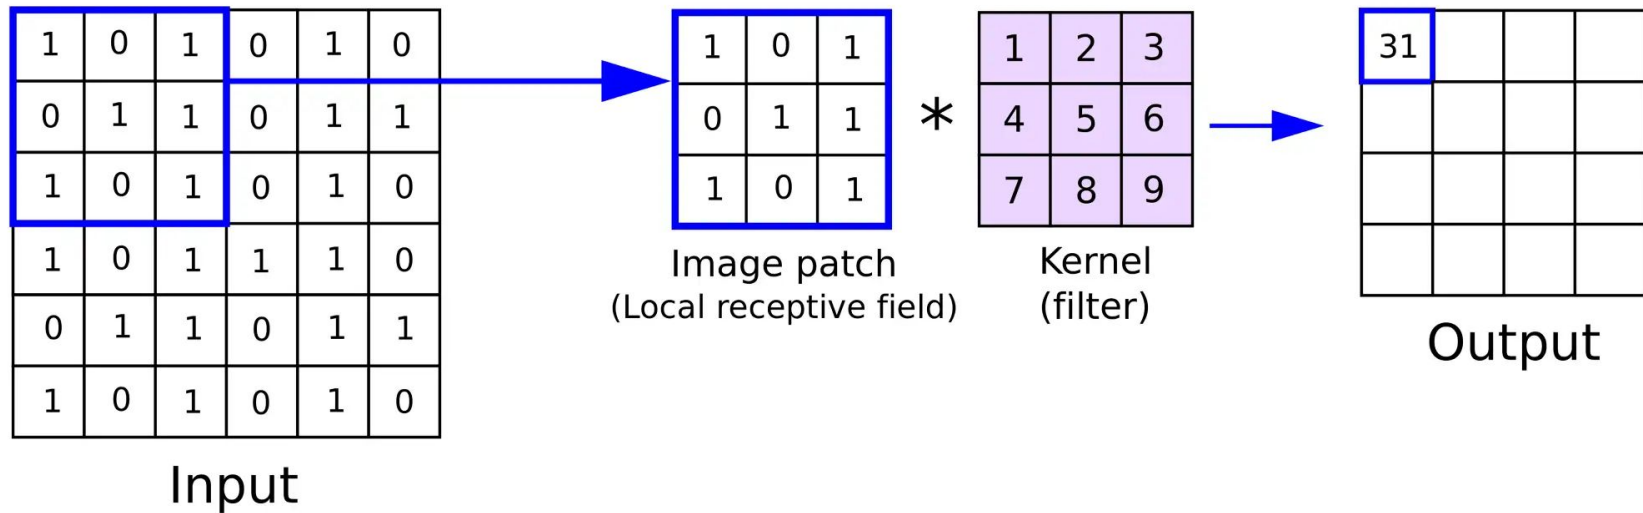 1 0 1 0 1 0
0 1 1 0 1 1
1 0 1 0 1 0
1 0 1 1 1 0
0 1 1 0 1 1
1 0 1 0 1 0
Input
1 0 1
0 1 1
1 0 1
Image patch
(Local receptive field)
*
1 2 3
4 5 6
7 8 9
Kernel
(filter)
31
Output